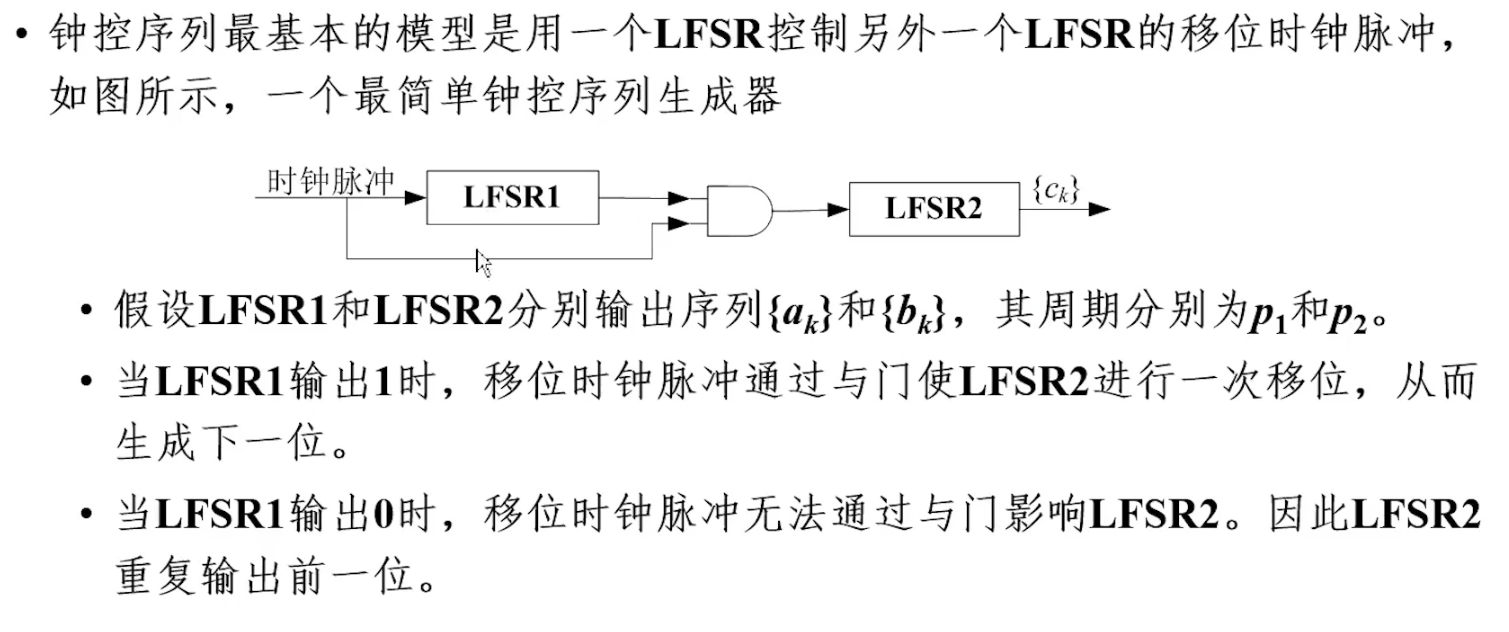 • 钟控序列最基本的模型是用一个LFSR控制另外一个LFSR的移位时钟脉冲，
如图所示，一个最简单钟控序列生成器
时钟脉冲
LFSR1
LFSR2
{ck}
• 假设LFSR1和LFSR2分别输出序列{ak}和{bk}，其周期分别为p1和p2。
• 当LFSR1输出1时，移位时钟脉冲通过与门使LFSR2进行一次移位，从而
生成下一位。
• 当LFSR1输出0时，移位时钟脉冲无法通过与门影响LFSR2。因此LFSR2
重复输出前一位。